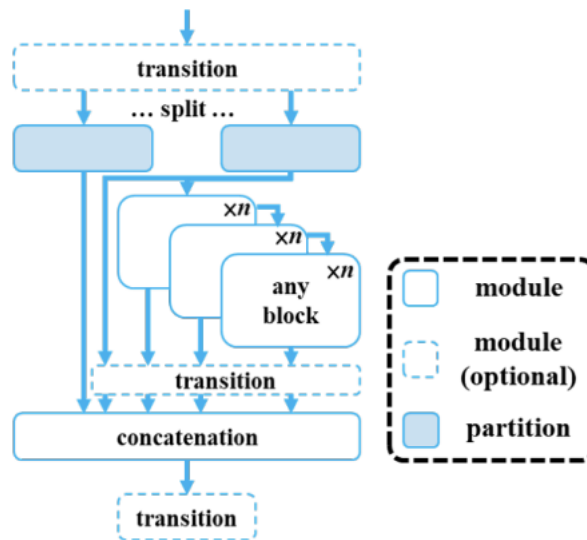 transition
… split …
×n
×n
×n
any
block
transition
concatenation
transition
module
module
(optional)
partition